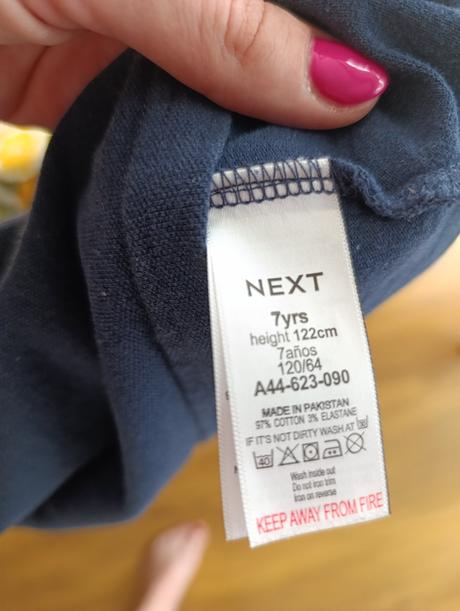 NEXT
7yrs
height 122cm
7años
120/64
A44-623-090
MADE IN PAKISTAN
97% COTTON 3% ELASTANE
IF IT'S NOT DIRTY WASH AT 30
40
Wash inside out
Do not iron trim
Iron on reverse
KEEP AWAY FROM FIRE